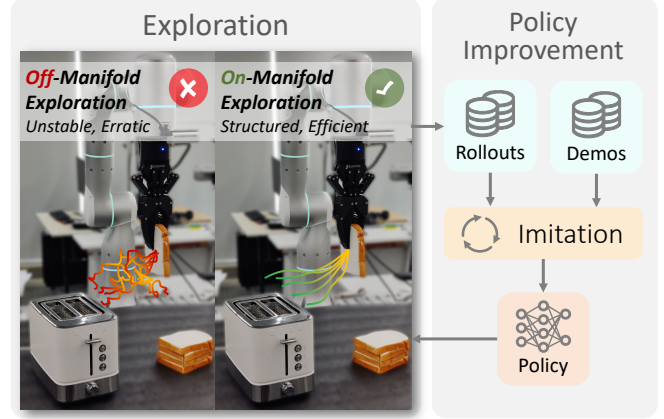 Exploration
Off-Manifold
Exploration
Unstable, Erratic
On-Manifold
Exploration
Structured, Efficient
Policy
Improvement
Rollouts
Demos
Imitation
Policy